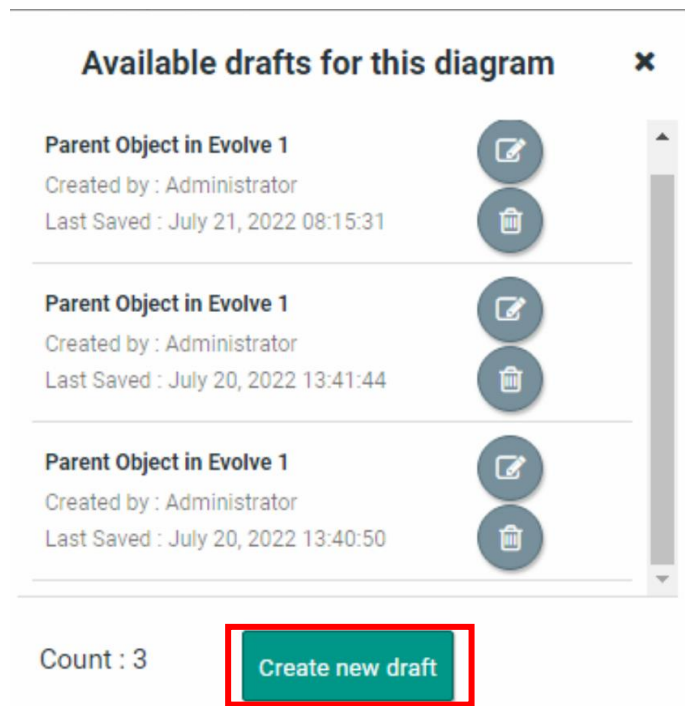 Available drafts for this diagram
Parent Object in Evolve 1
Created by : Administrator
Last Saved : July 21, 2022 08:15:31
Parent Object in Evolve 1
Created by : Administrator
Last Saved : July 20, 2022 13:41:44
Parent Object in Evolve 1
Created by : Administrator
Last Saved : July 20, 2022 13:40:50
Count : 3
Create new draft